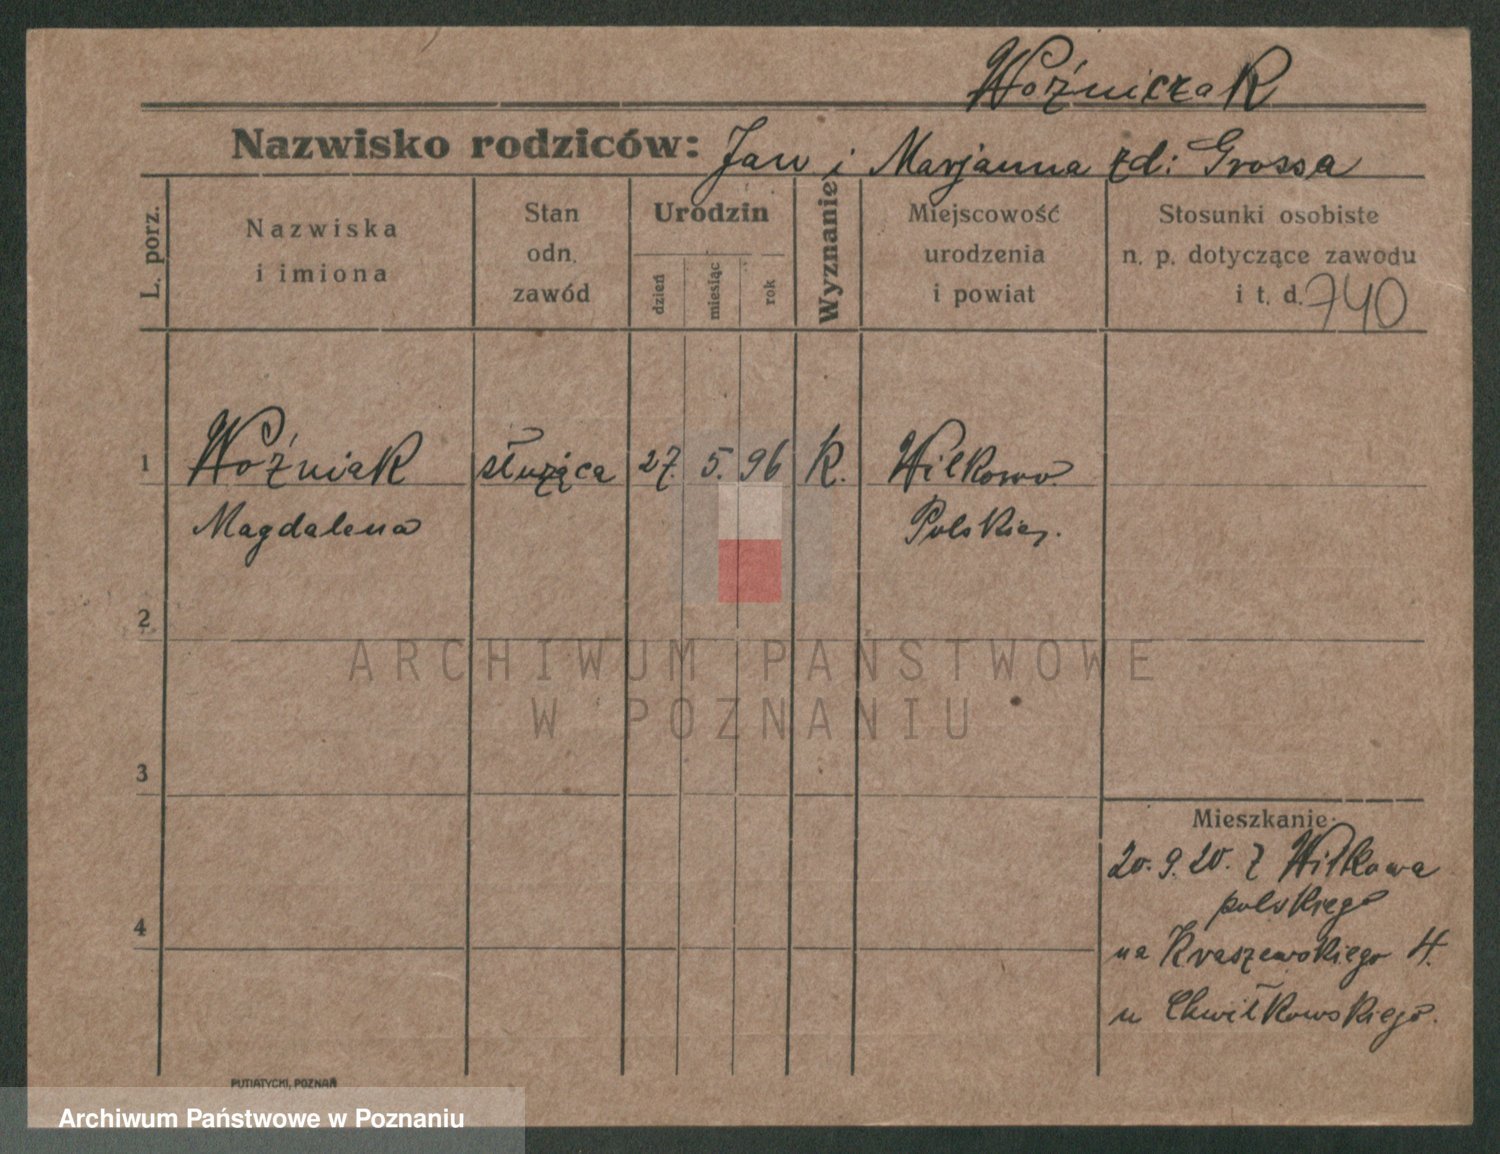 Woźniczak
Nazwisko rodziców: Jan i Marjanna zd: Grossa
L. porz.
Nazwiska
i imiona
Stan
odn.
zawód
Urodzin
dzień
miesiąc
rok
Wyznanie
Miejscowość
urodzenia
i powiat
Stosunki osobiste
n. p. dotyczące zawodu
i t. d. 740
1 Woźniak służąca 27. 5. 96 K. Wilkowo
Magdalena Polskie,.
2
ARCHIWUM PAŃSTWOWE
W POZNANIU
3
Mieszkanie:
20. 9. 20. z Wilkowa
polskiego
4
na Kraszewskiego 4.
u Chwiłkowskiego.
PUTIATYCKI, POZNAŃ
Archiwum Państwowe w Poznaniu